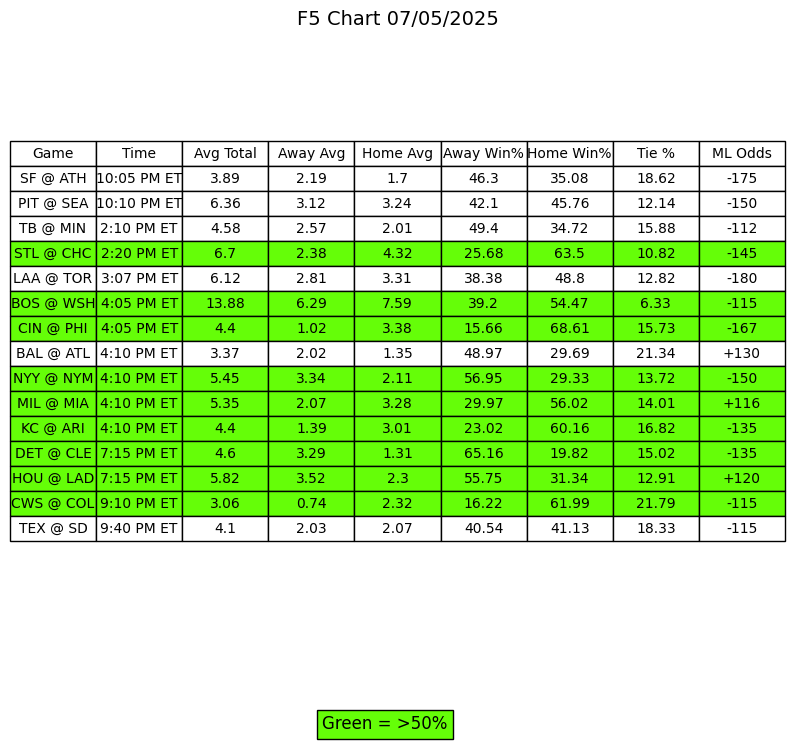 F5 Chart 07/05/2025
Game Time Avg Total Away Avg Home Avg Away Win% Home Win% Tie % ML Odds
SF @ ATH 10:05 PM ET 3.89 2.19 1.7 46.3 35.08 18.62 -175
PIT @ SEA 10:10 PM ET 6.36 3.12 3.24 42.1 45.76 12.14 -150
TB @ MIN 2:10 PM ET 4.58 2.57 2.01 49.4 34.72 15.88 -112
STL @ CHC 2:20 PM ET 6.7 2.38 4.32 25.68 63.5 10.82 -145
LAA @ TOR 3:07 PM ET 6.12 2.81 3.31 38.38 48.8 12.82 -180
BOS @ WSH 4:05 PM ET 13.88 6.29 7.59 39.2 54.47 6.33 -115
CIN @ PHI 4:05 PM ET 4.4 1.02 3.38 15.66 68.61 15.73 -167
BAL @ ATL 4:10 PM ET 3.37 2.02 1.35 48.97 29.69 21.34 +130
NYY @ NYM 4:10 PM ET 5.45 3.34 2.11 56.95 29.33 13.72 -150
MIL @ MIA 4:10 PM ET 5.35 2.07 3.28 29.97 56.02 14.01 +116
KC @ ARI 4:10 PM ET 4.4 1.39 3.01 23.02 60.16 16.82 -135
DET @ CLE 7:15 PM ET 4.6 3.29 1.31 65.16 19.82 15.02 -135
HOU @ LAD 7:15 PM ET 5.82 3.52 2.3 55.75 31.34 12.91 +120
CWS @ COL 9:10 PM ET 3.06 0.74 2.32 16.22 61.99 21.79 -115
TEX @ SD 9:40 PM ET 4.1 2.03 2.07 40.54 41.13 18.33 -115
Green = >50%